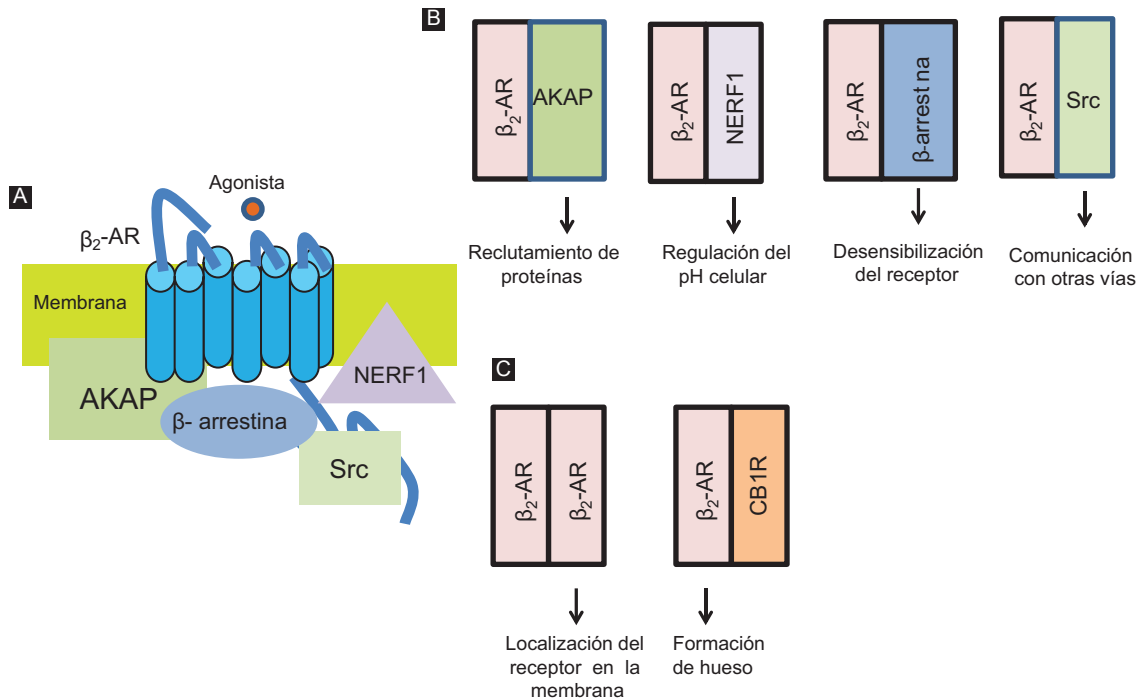 A
Agonista
β₂-AR
Membrana
AKAP
β- arrestina
NERF1
Src
B
β₂-AR
AKAP
Reclutamiento de
proteínas
β₂-AR
NERF1
Regulación del
pH celular
β₂-AR
β-arrest na
Desensibilización
del receptor
β₂-AR
Src
Comunicación
con otras vías
C
β₂-AR
β₂-AR
Localización del
receptor en la
membrana
β₂-AR
CB1R
Formación
de hueso